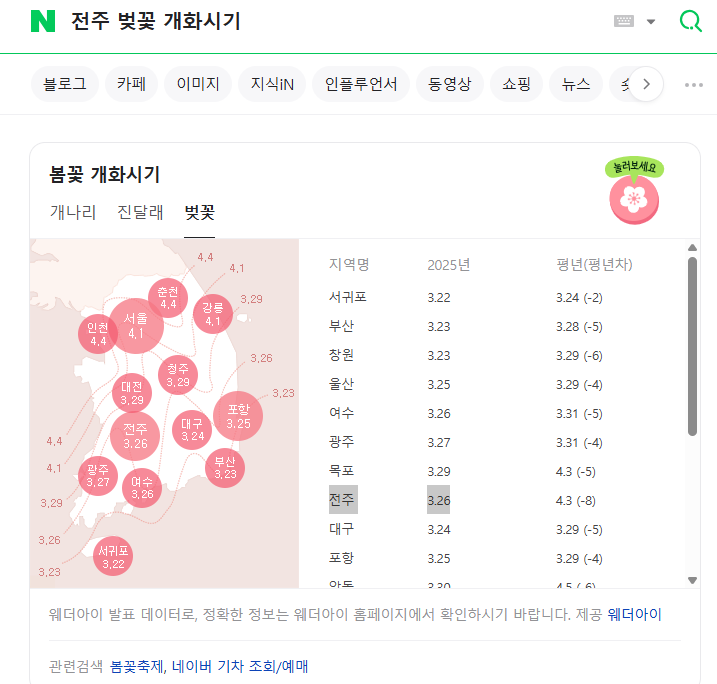 N 전주 벚꽃 개화시기
블로그 카페 이미지 지식iN 인플루언서 동영상 쇼핑 뉴스
봄꽃 개화시기
눌러보세요
개나리 진달래 벚꽃
4.4
4.1
3.29
3.26
3.23
춘천 4.4
서울 4.1
강릉 4.1
인천 4.4
청주 3.29
대전 3.29
포항 3.25
전주 3.26
대구 3.24
부산 3.23
광주 3.27
여수 3.26
서귀포 3.22
4.4
4.1
3.29
3.26
3.23
지역명 2025년 평년(평년차)
서귀포 3.22 3.24 (-2)
부산 3.23 3.28 (-5)
창원 3.23 3.29 (-6)
울산 3.25 3.29 (-4)
여수 3.26 3.31 (-5)
광주 3.27 3.31 (-4)
목포 3.29 4.3 (-5)
전주 3.26 4.3 (-8)
대구 3.24 3.29 (-5)
포항 3.25 3.29 (-4)
안동 3.30 4.5 (-6)
웨더아이 발표 데이터로, 정확한 정보는 웨더아이 홈페이지에서 확인하시기 바랍니다. 제공 웨더아이
관련검색 봄꽃축제, 네이버 기차 조회/예매